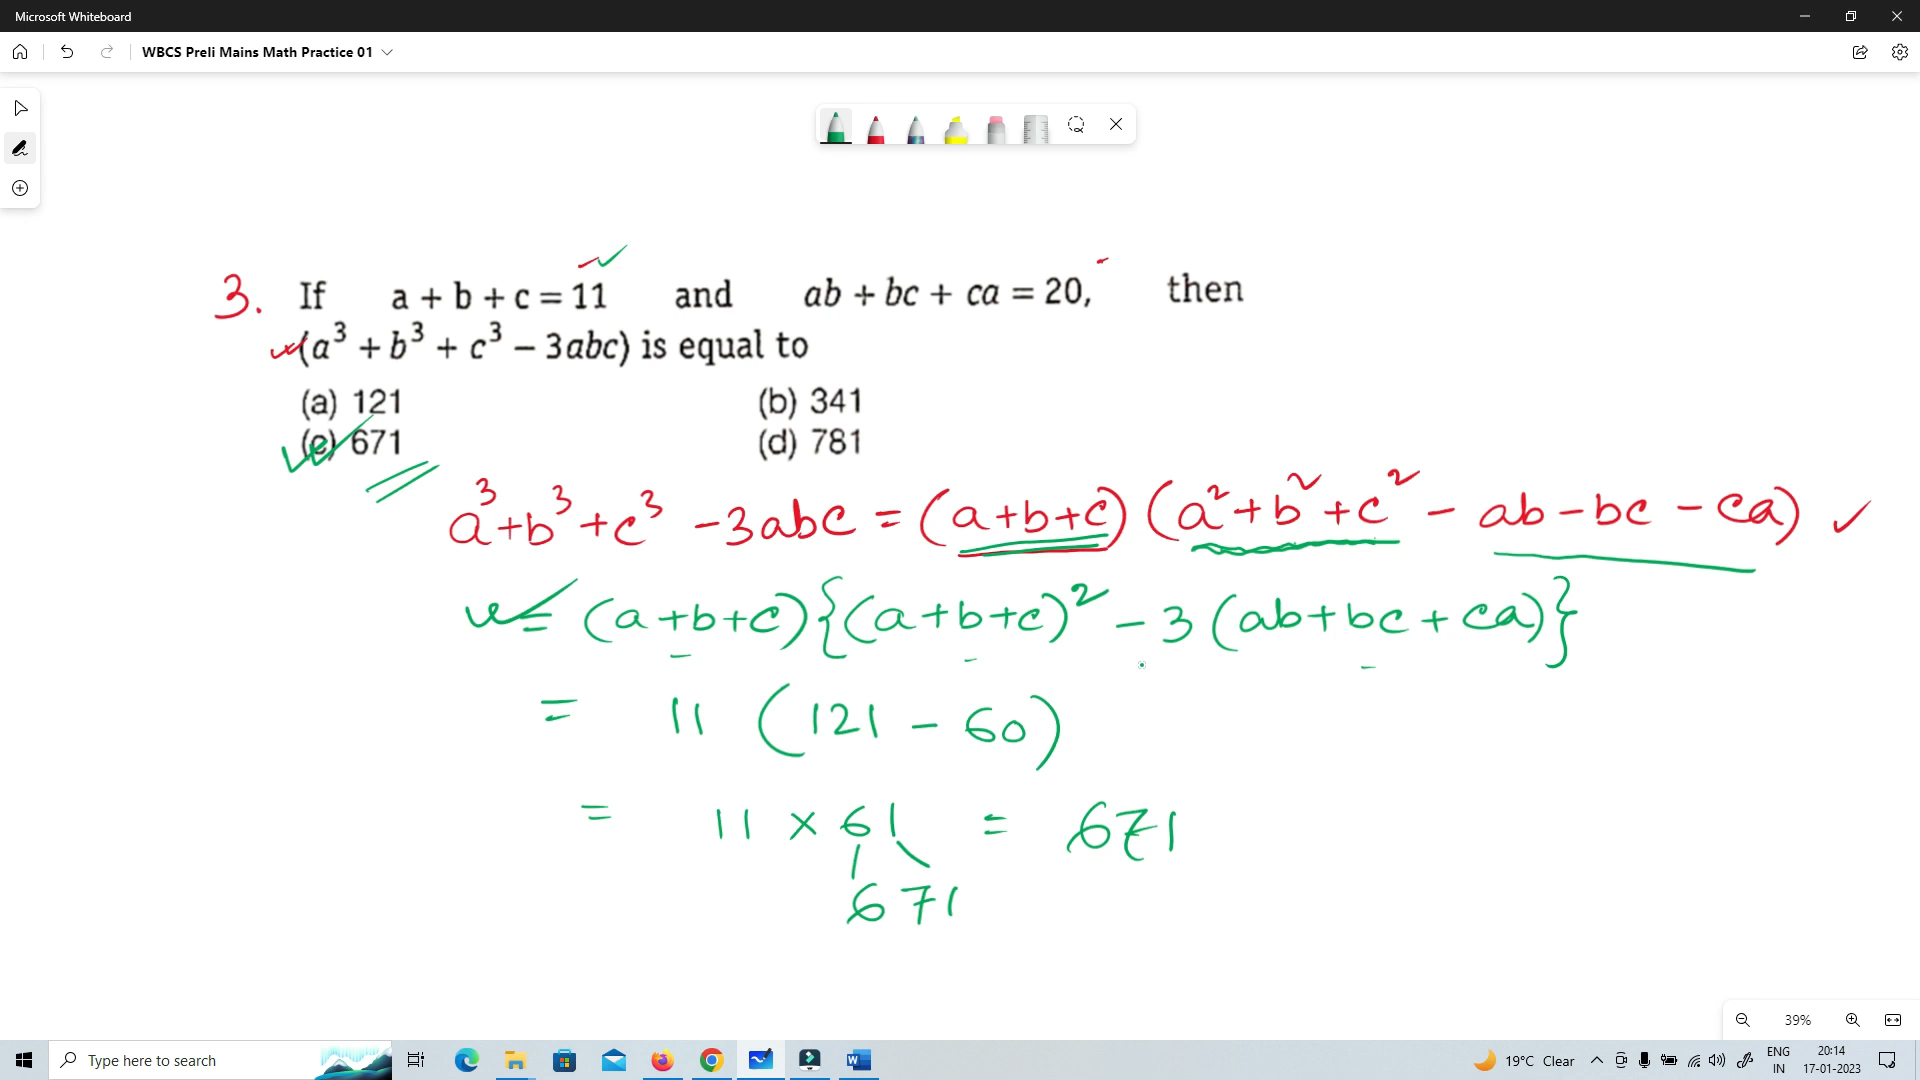 Microsoft Whiteboard
WBCS Preli Mains Math Practice 01
3. If a + b + c = 11 and ab + bc + ca = 20, then
(a³ + b³ + c³ − 3abc) is equal to
(a) 121 (b) 341
(c) 671 (d) 781
a³+b³+c³ -3abc = (a+b+c) (a²+b²+c² - ab-bc-ca)
= (a+b+c){(a+b+c)² - 3(ab+bc+ca)}
= 11 (121 - 60)
= 11 × 61 = 671
671
39%
Type here to search
19°C Clear
ENG
IN
20:14
17-01-2023